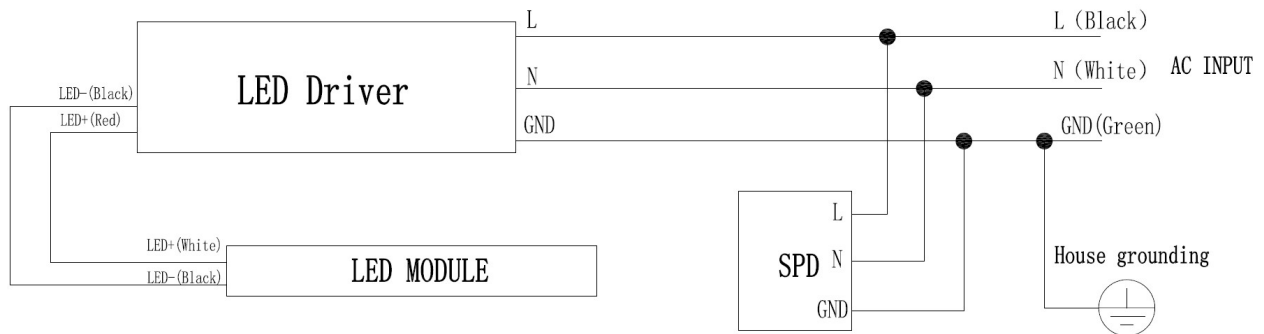 L
L (Black)
LED Driver
N
N (White)
AC INPUT
LED-(Black)
LED+(Red)
GND
GND(Green)
L
LED+(White)
LED MODULE
SPD
N
House grounding
LED-(Black)
GND